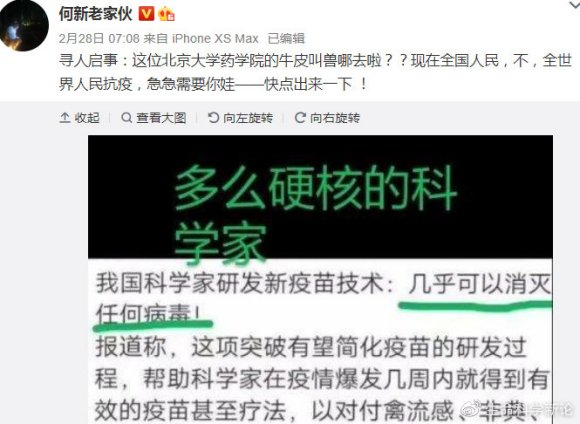 何新老家伙
2月28日 07:08 来自 iPhone XS Max 已编辑
寻人启事：这位北京大学药学院的牛皮叫兽哪去啦？？现在全国人民，不，全世
界人民抗疫，急急需要你娃——快点出来一下 ！
收起 查看大图 向左旋转 向右旋转
多么硬核的科
学家
我国科学家研发新疫苗技术：几乎可以消灭
任何病毒！
报道称，这项突破有望简化疫苗的研发过
程，帮助科学家在疫情爆发几周内就得到有
效的疫苗甚至疗法，以对付禽流感、非典、